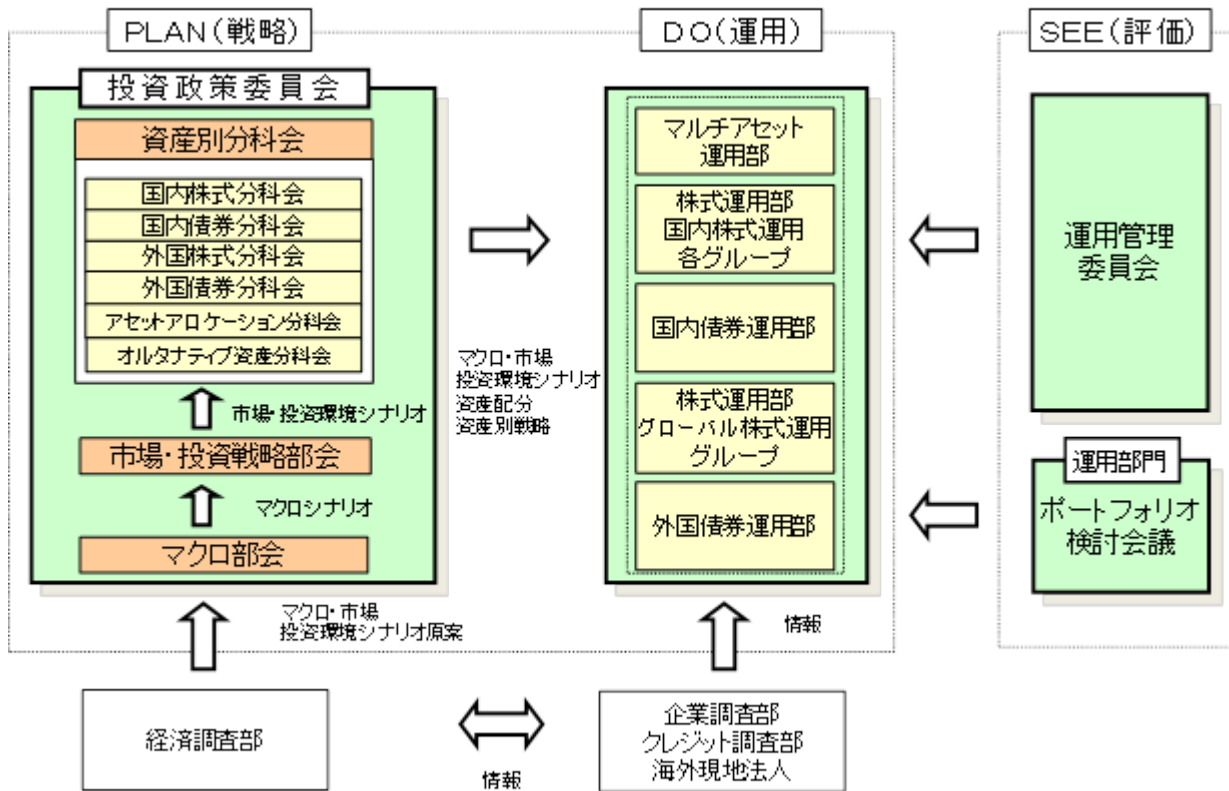 PLAN(戦略)
投資政策委員会
資産別分科会
国内株式分科会
国内債券分科会
外国株式分科会
外国債券分科会
アセットアロケーション分科会
オルタナティブ資産分科会
市場・投資環境シナリオ
市場・投資戦略部会
マクロシナリオ
マクロ部会
マクロ・市場
投資環境シナリオ原案
経済調査部
マクロ・市場
投資環境シナリオ
資産配分
資産別戦略
情報
DO(運用)
マルチアセット
運用部
株式運用部
国内株式運用
各グループ
国内債券運用部
株式運用部
グローバル株式運用
グループ
外国債券運用部
情報
企業調査部
クレジット調査部
海外現地法人
SEE(評価)
運用管理
委員会
運用部門
ポートフォリオ
検討会議